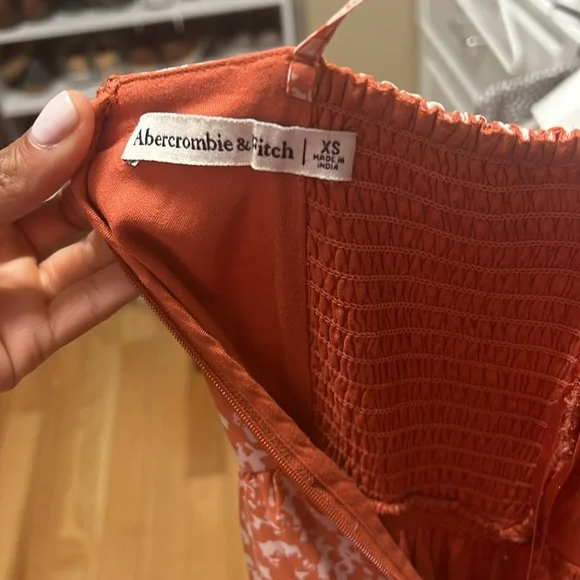 Abercrombie & Fitch | XS
MADE IN
INDIA